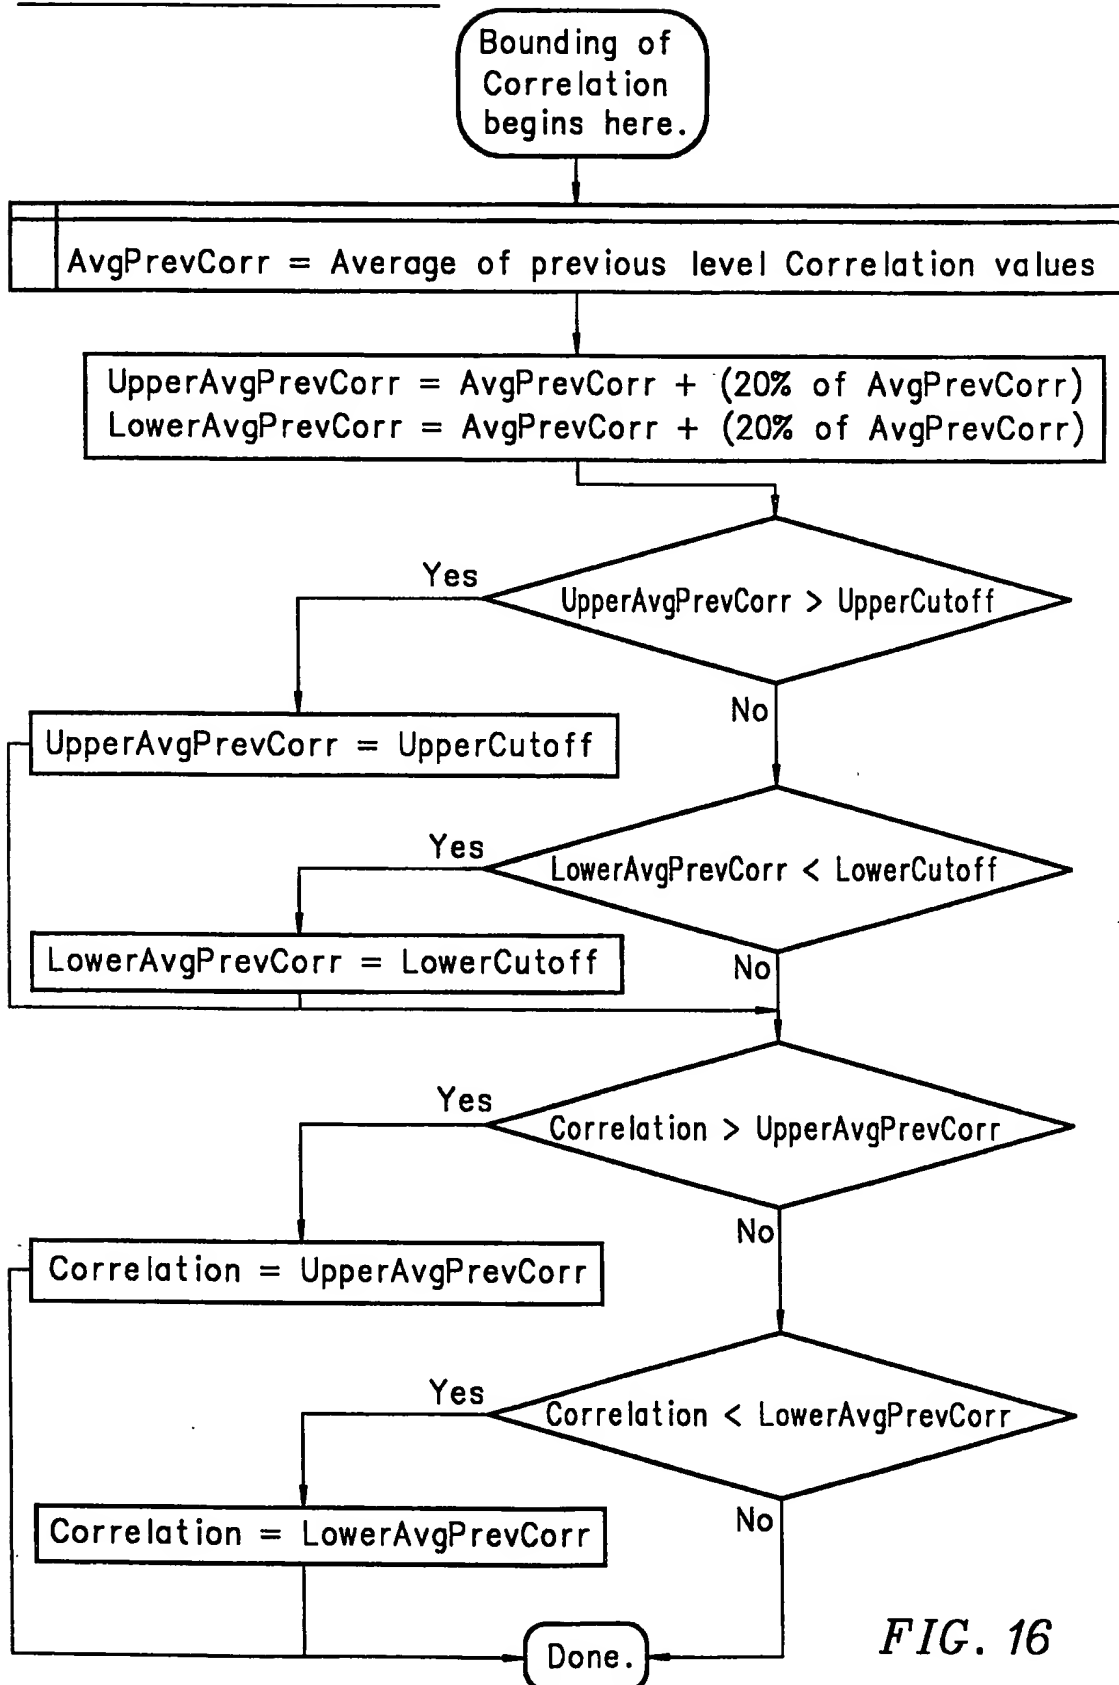 Bounding of
Correlation
begins here.
AvgPrevCorr = Average of previous level Correlation values
UpperAvgPrevCorr = AvgPrevCorr + (20% of AvgPrevCorr)
LowerAvgPrevCorr = AvgPrevCorr + (20% of AvgPrevCorr)
Yes
UpperAvgPrevCorr > UpperCutoff
No
UpperAvgPrevCorr = UpperCutoff
Yes
LowerAvgPrevCorr < LowerCutoff
No
LowerAvgPrevCorr = LowerCutoff
Yes
Correlation > UpperAvgPrevCorr
No
Correlation = UpperAvgPrevCorr
Yes
Correlation < LowerAvgPrevCorr
No
Correlation = LowerAvgPrevCorr
Done.
FIG. 16